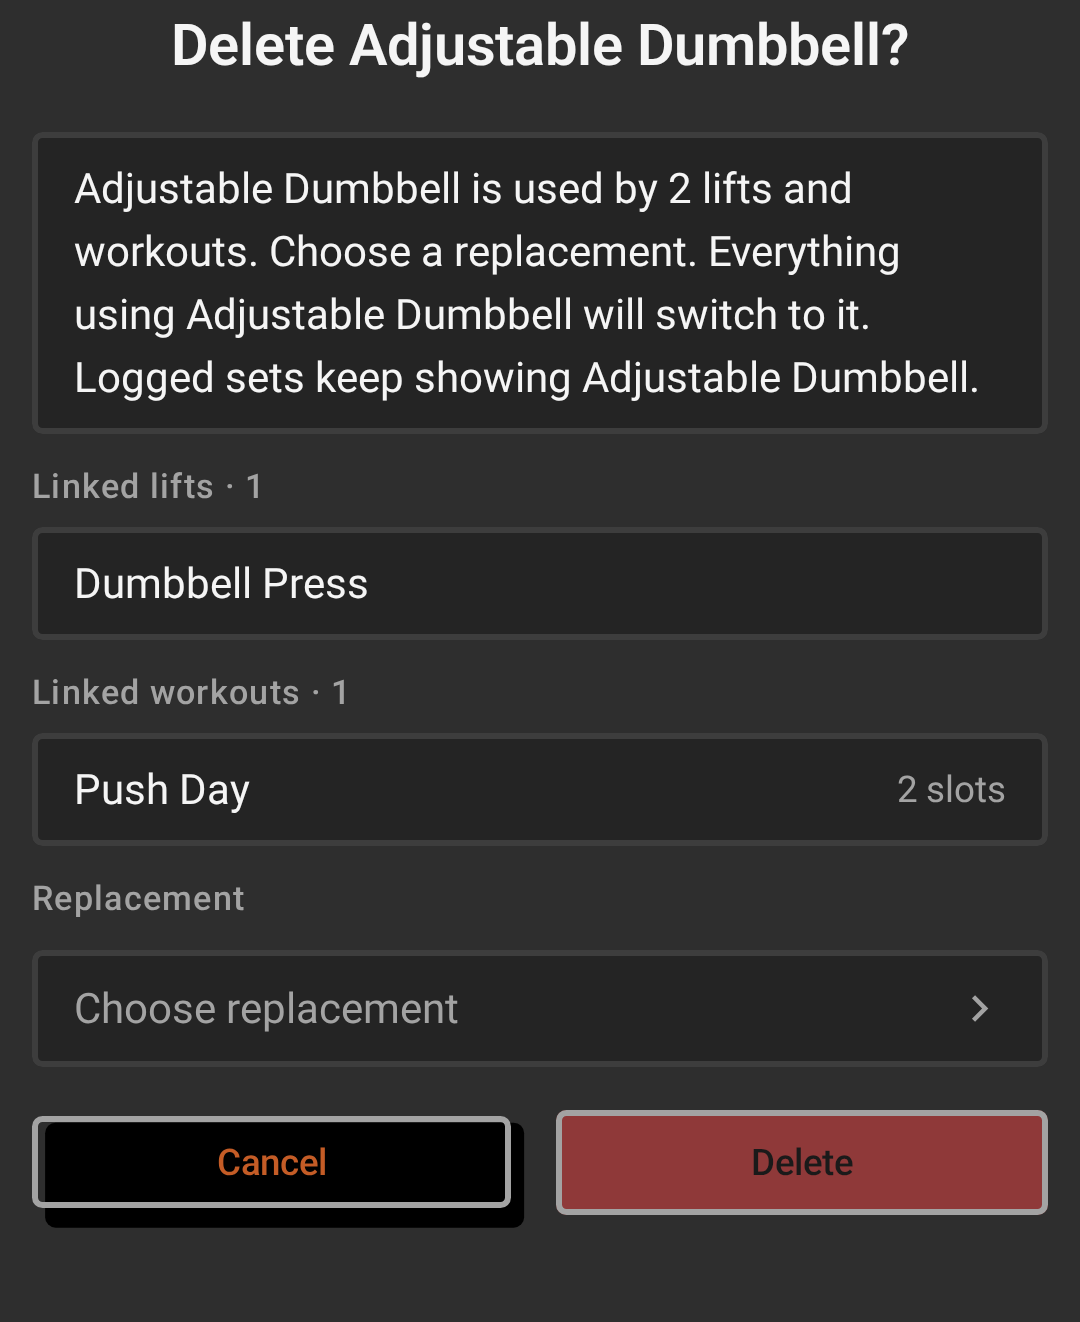 Delete Adjustable Dumbbell?
Adjustable Dumbbell is used by 2 lifts and
workouts. Choose a replacement. Everything
using Adjustable Dumbbell will switch to it.
Logged sets keep showing Adjustable Dumbbell.
Linked lifts · 1
Dumbbell Press
Linked workouts · 1
Push Day 2 slots
Replacement
Choose replacement
Cancel Delete